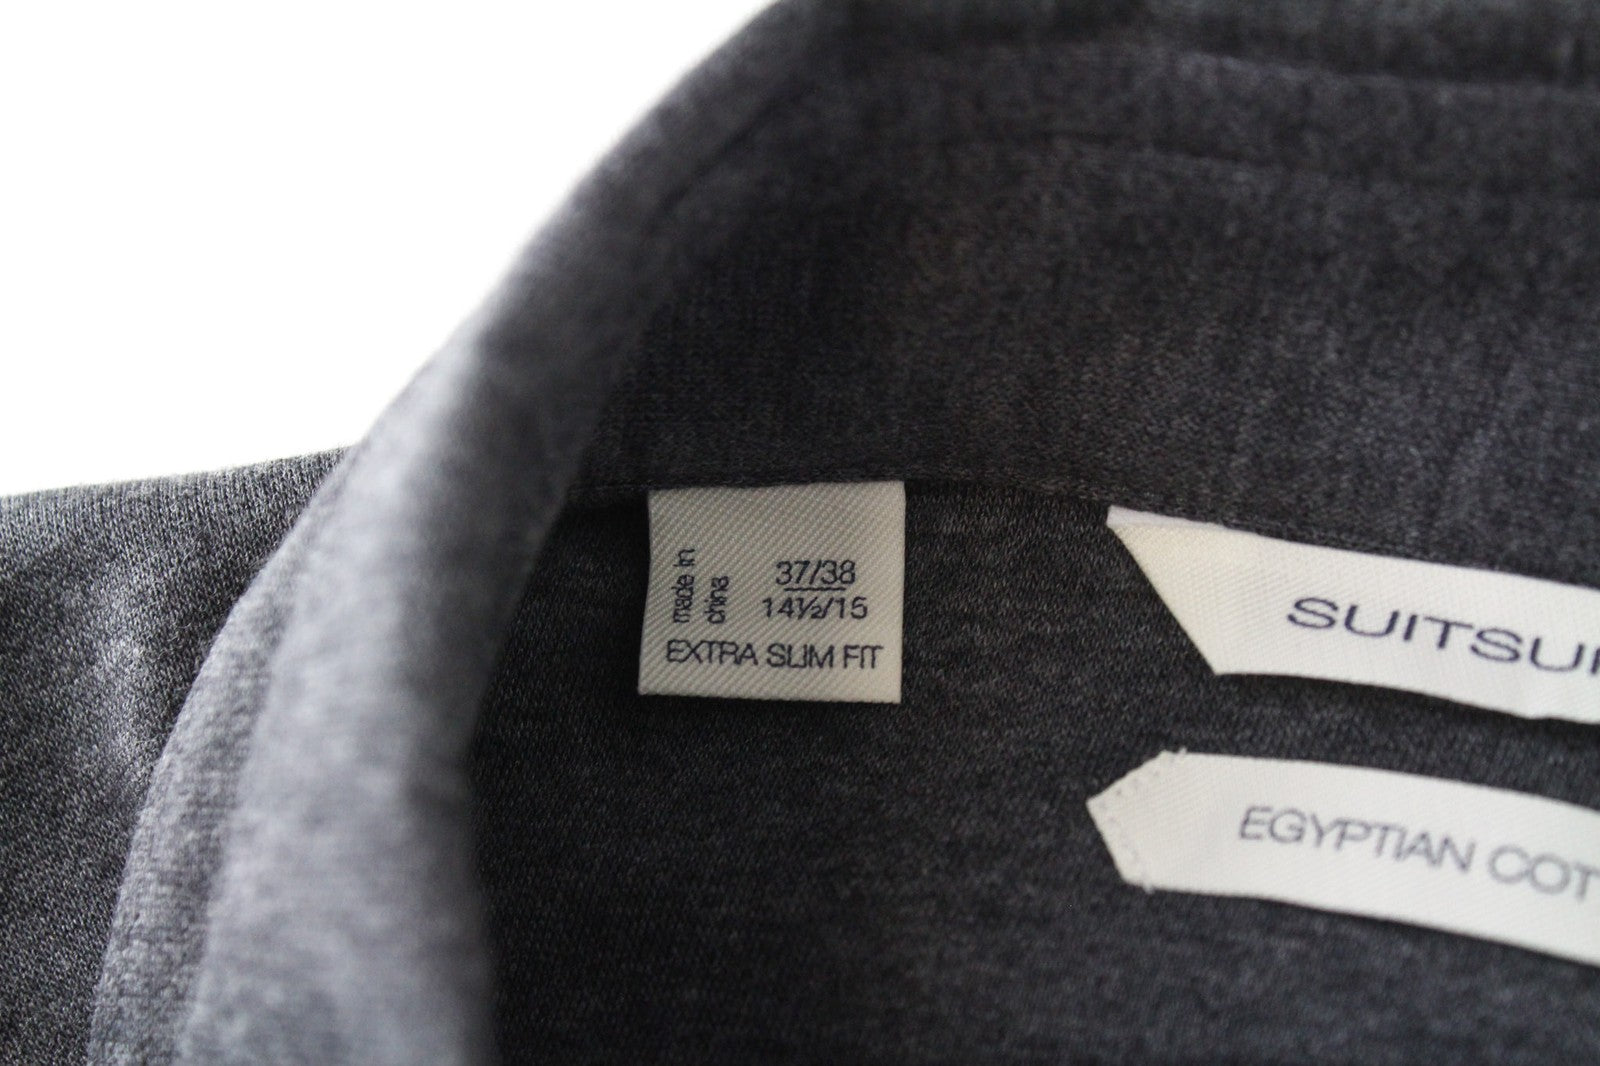 made in
china
37/38
14½/15
EXTRA SLIM FIT
SUITSU
EGYPTIAN COT